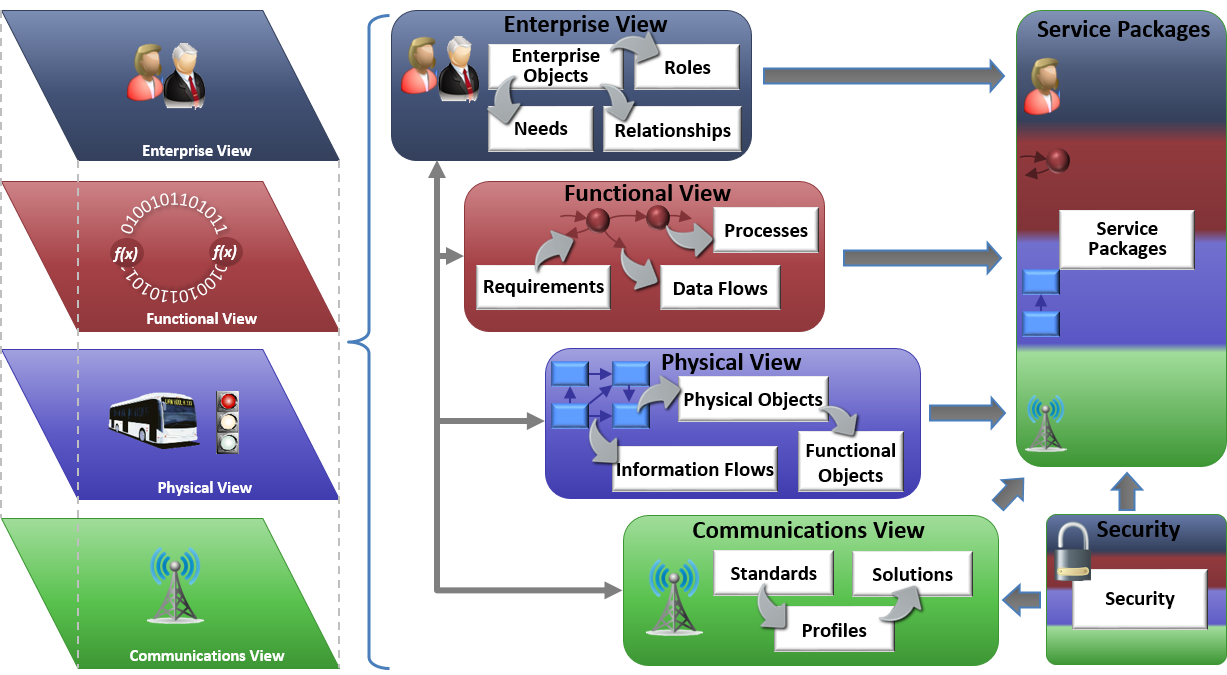 Enterprise View
0100101101011
f(x)
f(x)
Functional View
Physical View
Communications View
Enterprise View
Enterprise
Objects
Roles
Needs
Relationships
Functional View
Processes
Requirements
Data Flows
Physical View
Physical Objects
Information Flows
Functional
Objects
Communications View
Standards
Solutions
Profiles
Service Packages
Service
Packages
Security
Security